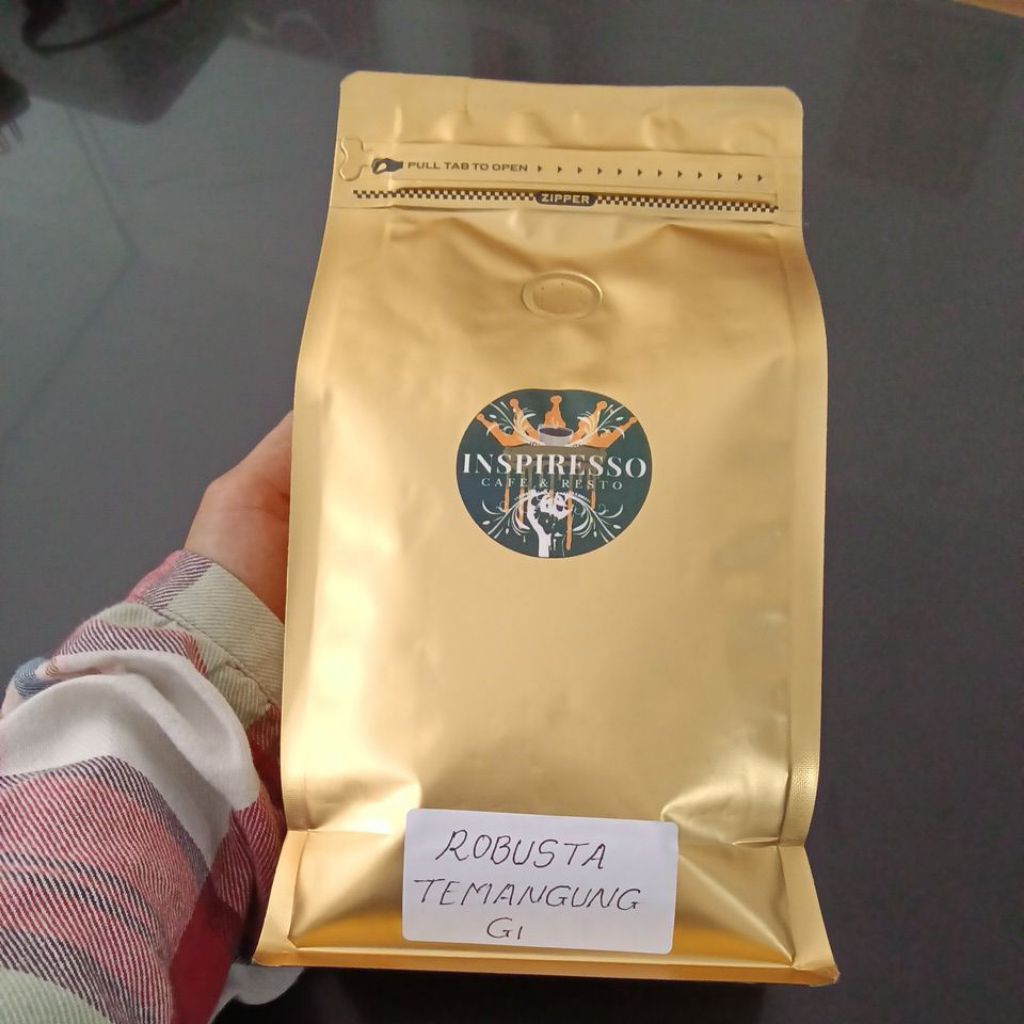 PULL TAB TO OPEN
ZIPPER
INSPIRESSO
CAFE & RESTO
ROBUSTA
TEMANGUNG
G1